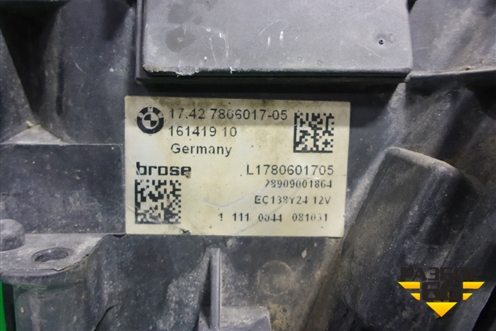 17.42 7806017-05
161419 10
Germany
brose
L1780601705
78909001864
EC138Y24 12V
1 111 0044 081031